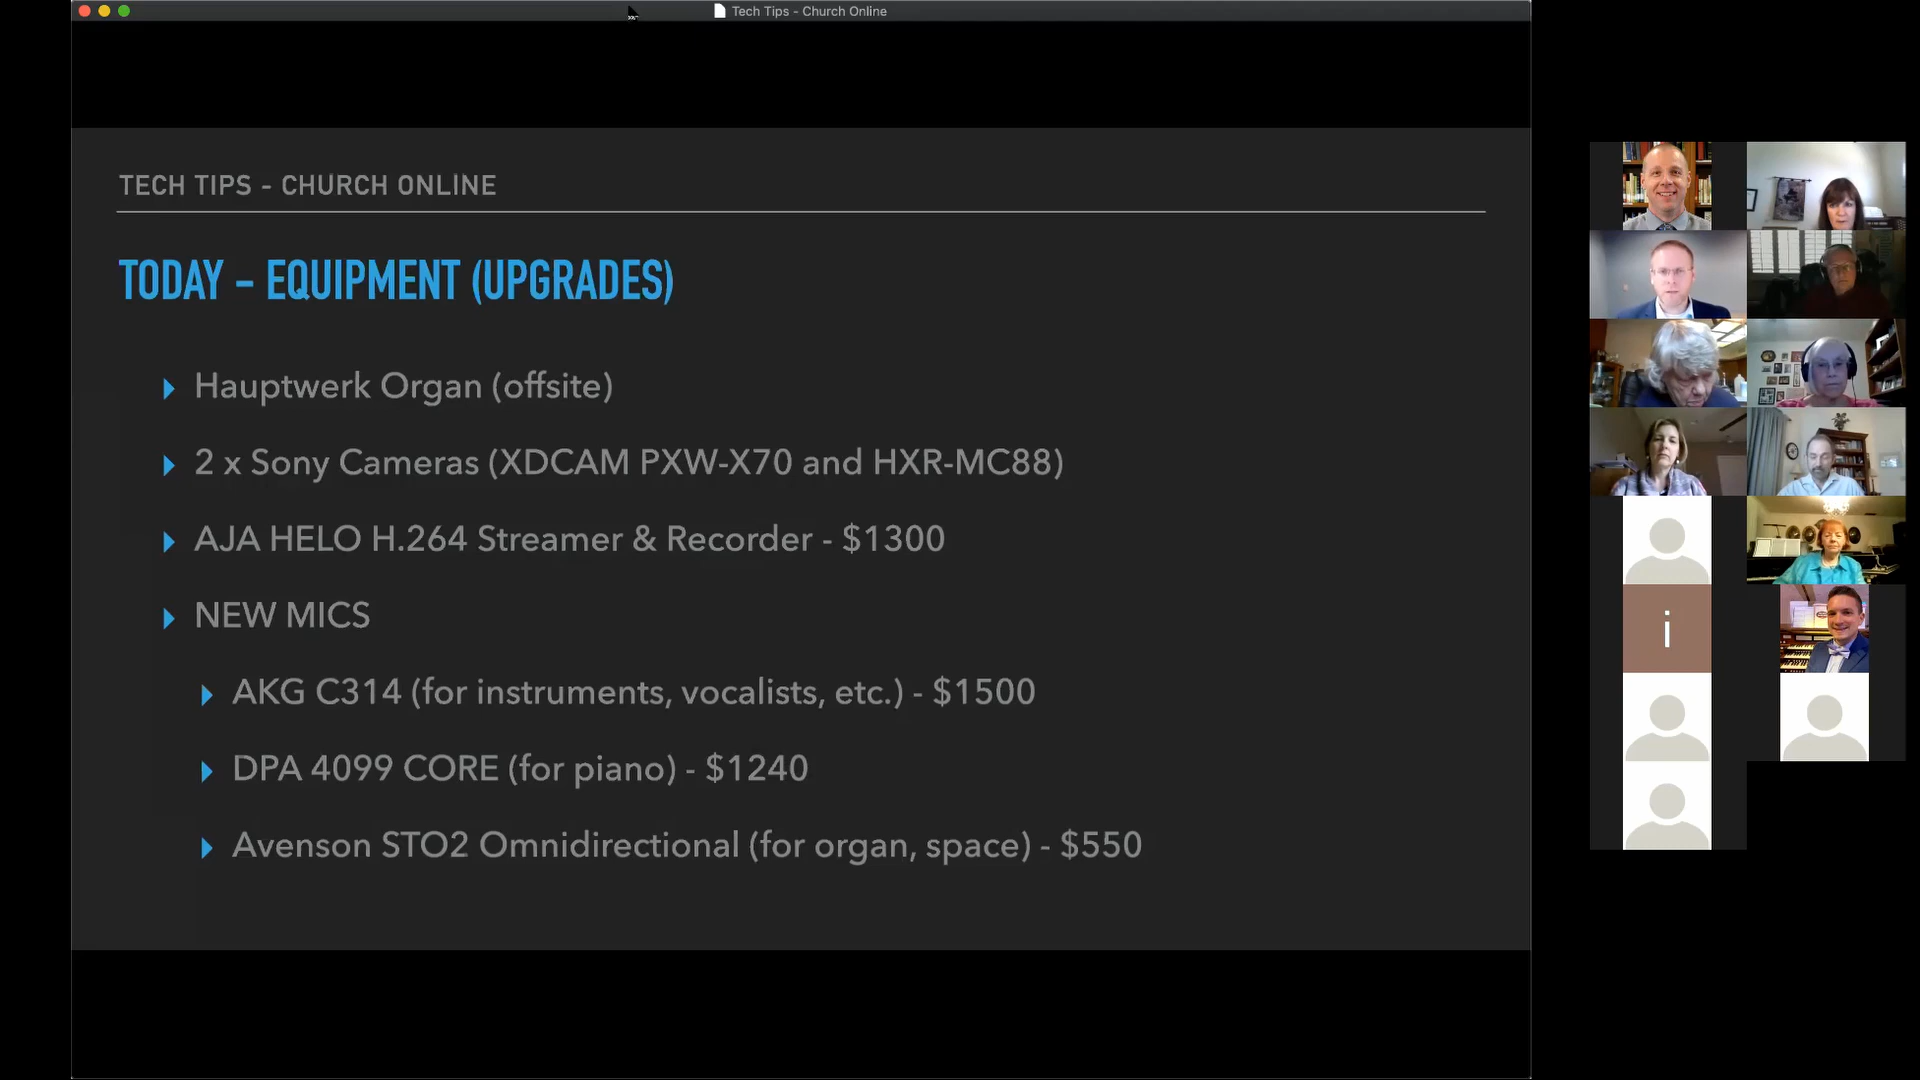 Tech Tips - Church Online
TECH TIPS - CHURCH ONLINE
TODAY – EQUIPMENT (UPGRADES)
Hauptwerk Organ (offsite)
2 x Sony Cameras (XDCAM PXW-X70 and HXR-MC88)
AJA HELO H.264 Streamer & Recorder - $1300
NEW MICS
AKG C314 (for instruments, vocalists, etc.) - $1500
DPA 4099 CORE (for piano) - $1240
Avenson STO2 Omnidirectional (for organ, space) - $550
i